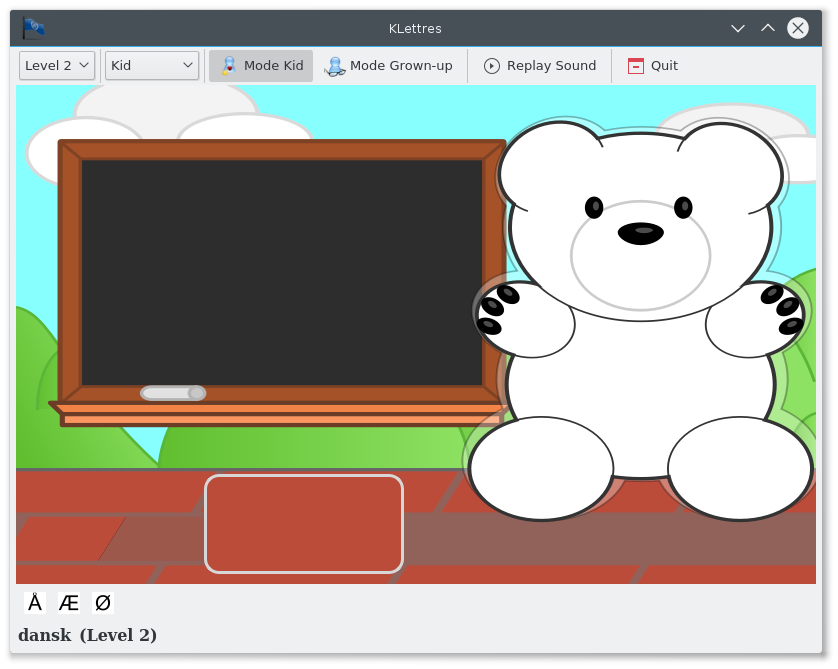 KLettres
Level 2 Kid Mode Kid Mode Grown-up Replay Sound Quit
Å Æ Ø
dansk (Level 2)